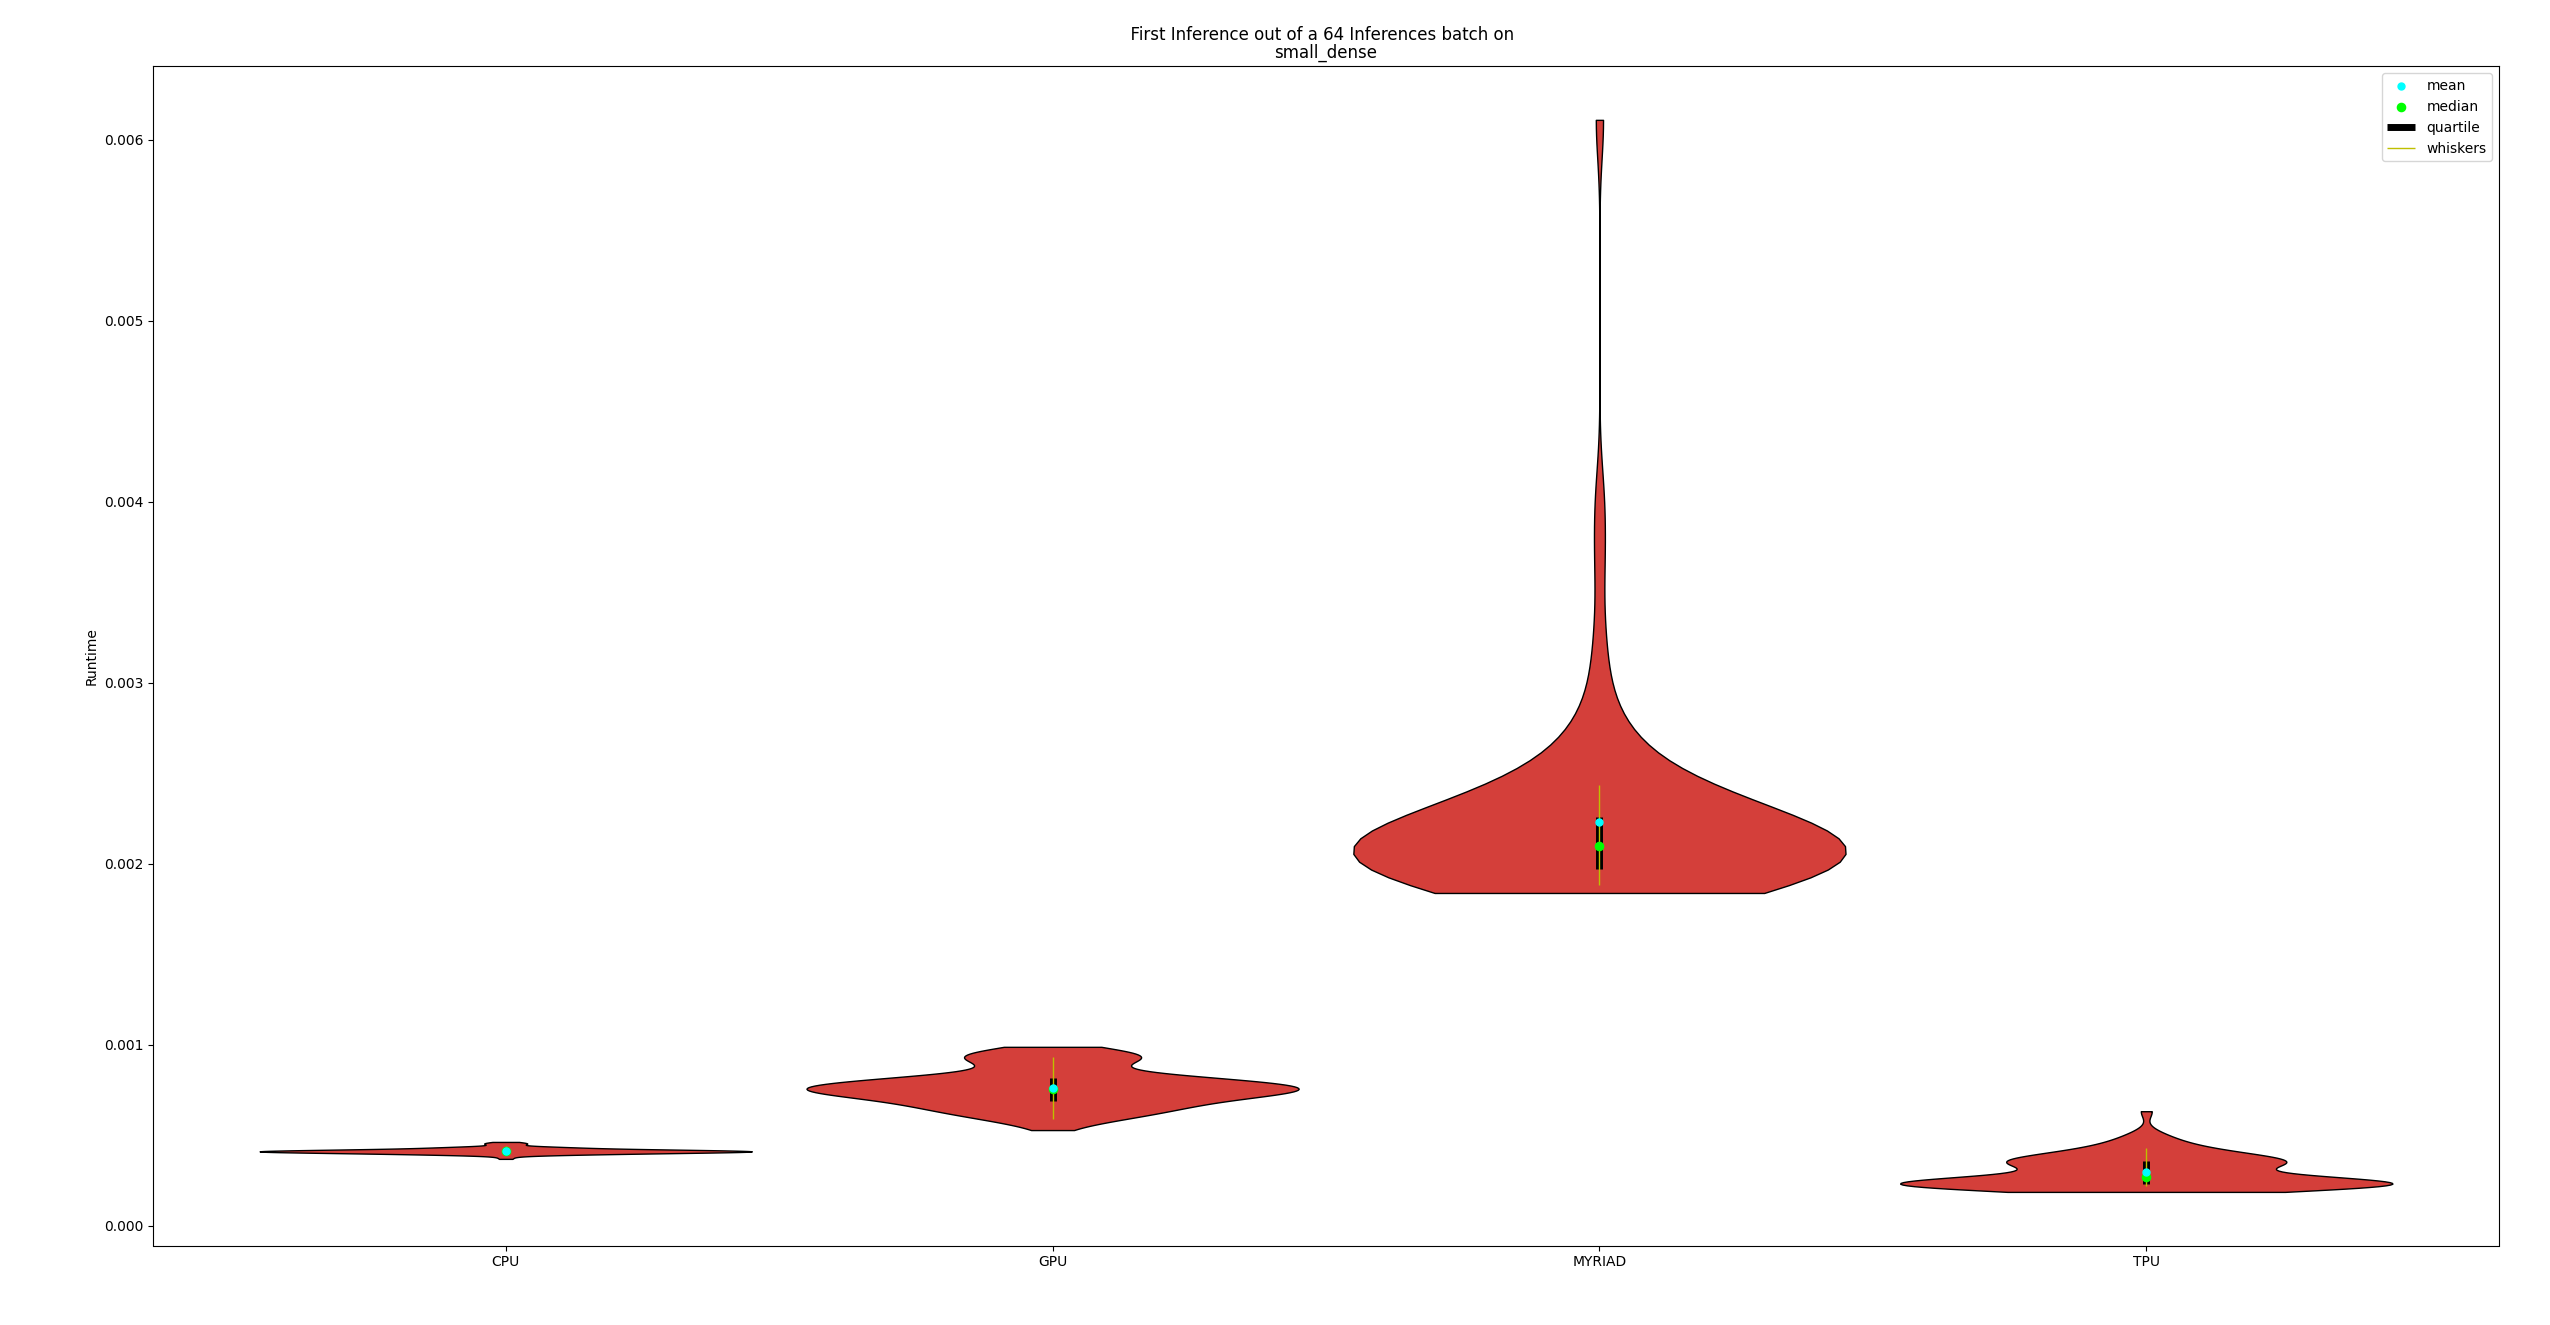 First Inference out of a 64 Inferences batch on
small_dense
mean
median
quartile
whiskers
0.006
0.005
0.004
0.003
0.002
0.001
0.000
Runtime
CPU
GPU
MYRIAD
TPU